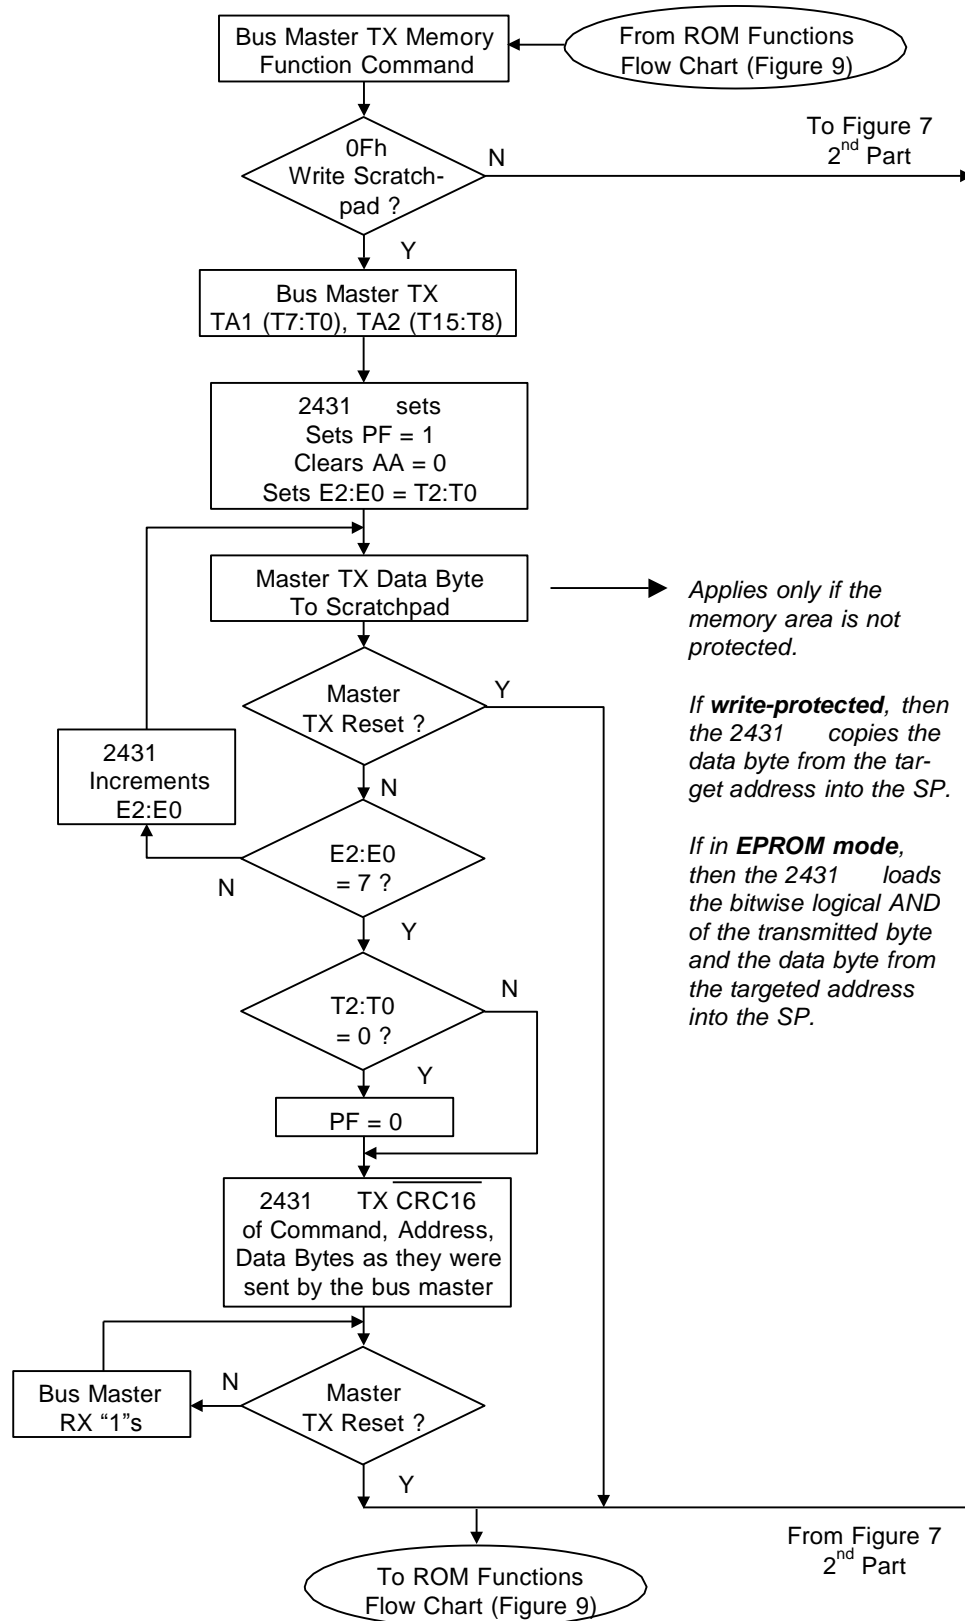 Bus Master TX Memory
Function Command
From ROM Functions
Flow Chart (Figure 9)
0Fh
Write Scratch-
pad ?
N
To Figure 7
2nd Part
Y
Bus Master TX
TA1 (T7:T0), TA2 (T15:T8)
2431 sets
Sets PF = 1
Clears AA = 0
Sets E2:E0 = T2:T0
Master TX Data Byte
To Scratchpad
Applies only if the
memory area is not
protected.
If write-protected, then
the 2431 copies the
data byte from the tar-
get address into the SP.
If in EPROM mode,
then the 2431 loads
the bitwise logical AND
of the transmitted byte
and the data byte from
the targeted address
into the SP.
Master
TX Reset ?
Y
N
2431
Increments
E2:E0
E2:E0
= 7 ?
N
Y
T2:T0
= 0 ?
N
Y
PF = 0
2431 TX CRC16
of Command, Address,
Data Bytes as they were
sent by the bus master
Bus Master
RX “1”s
N
Master
TX Reset ?
Y
From Figure 7
2nd Part
To ROM Functions
Flow Chart (Figure 9)